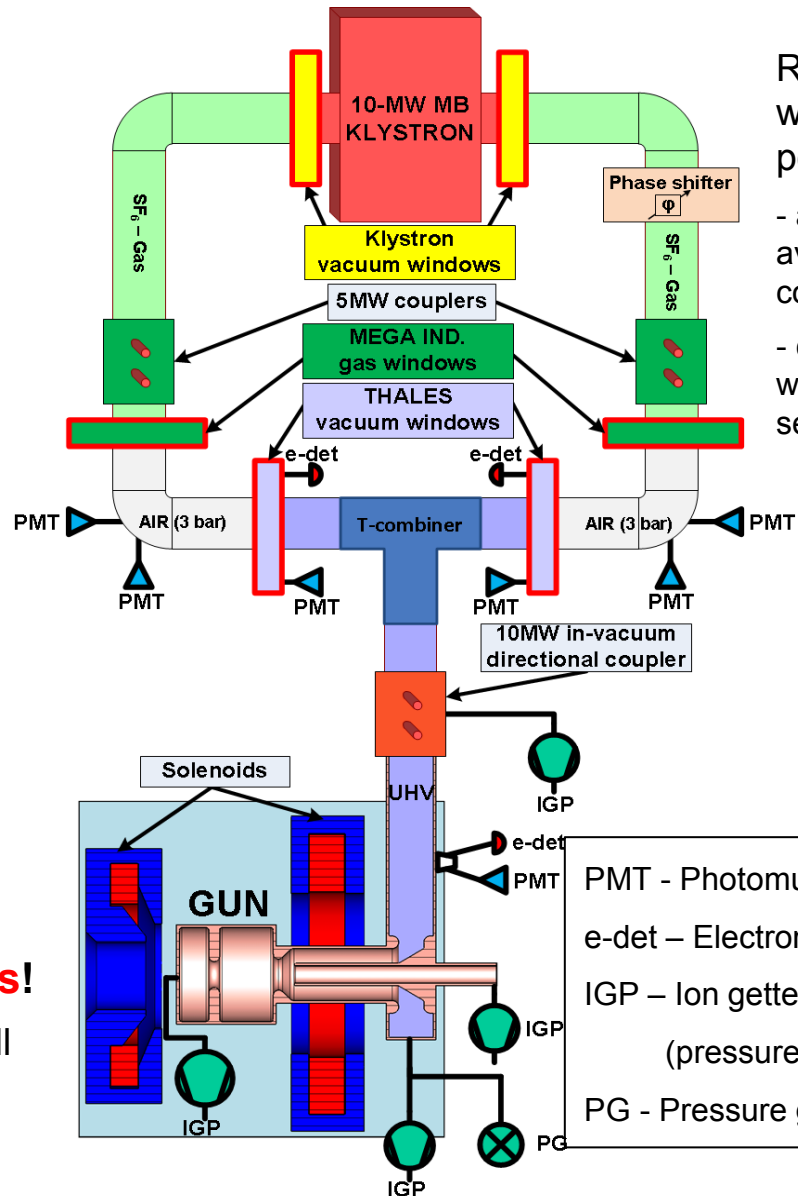 10-MW MB
KLYSTRON
Phase shifter
φ
SF₆ – Gas
SF₆ – Gas
Klystron
vacuum windows
5MW couplers
MEGA IND.
gas windows
THALES
vacuum windows
e-det
e-det
PMT
AIR (3 bar)
T-combiner
AIR (3 bar)
PMT
PMT
PMT
PMT
PMT
10MW in-vacuum
directional coupler
Solenoids
UHV
IGP
e-det
PMT
GUN
IGP
IGP
PG
IGP
s!
PMT - Photomu
e-det – Electron
IGP – Ion gette
(pressure
PG - Pressure g